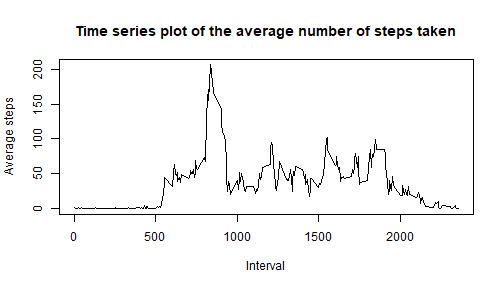 Time series plot of the average number of steps taken
Average steps
200
150
100
50
0
0 500 1000 1500 2000
Interval